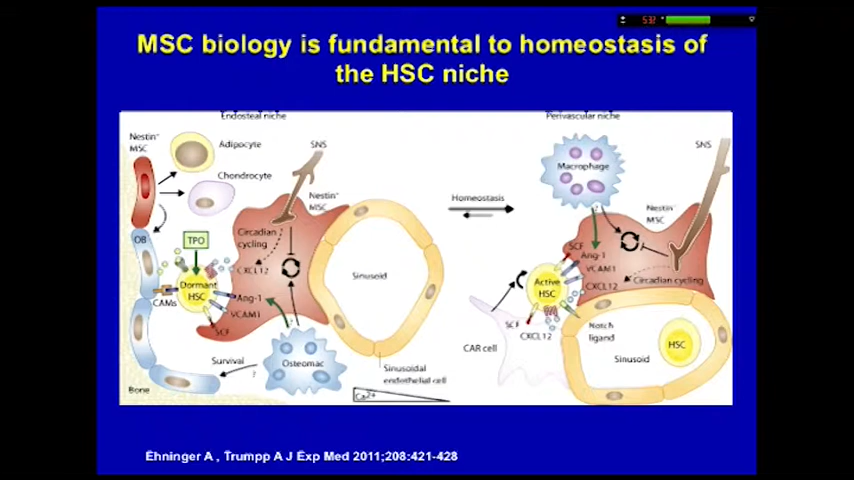 532
MSC biology is fundamental to homeostasis of
the HSC niche
Endosteal niche
Nestin⁺
MSC
Adipocyte
Chondrocyte
SNS
Nestin⁺
MSC
OB
TPO
Circadian
cycling
CXCL12
Dormant
HSC
CAMs
Ang-1
VCAM1
SCF
Sinusoid
Survival
?
?
Osteomac
Bone
Sinusoidal
endothelial cell
Ca²⁺
Homeostasis
Perivascular niche
SNS
Macrophage
?
Nestin⁺
MSC
SCF
Ang-1
VCAM1
CXCL12
Circadian cycling
Active
HSC
SCF
CXCL12
CAR cell
Notch
ligand
Sinusoid
HSC
Ehninger A , Trumpp A J Exp Med 2011;208:421-428